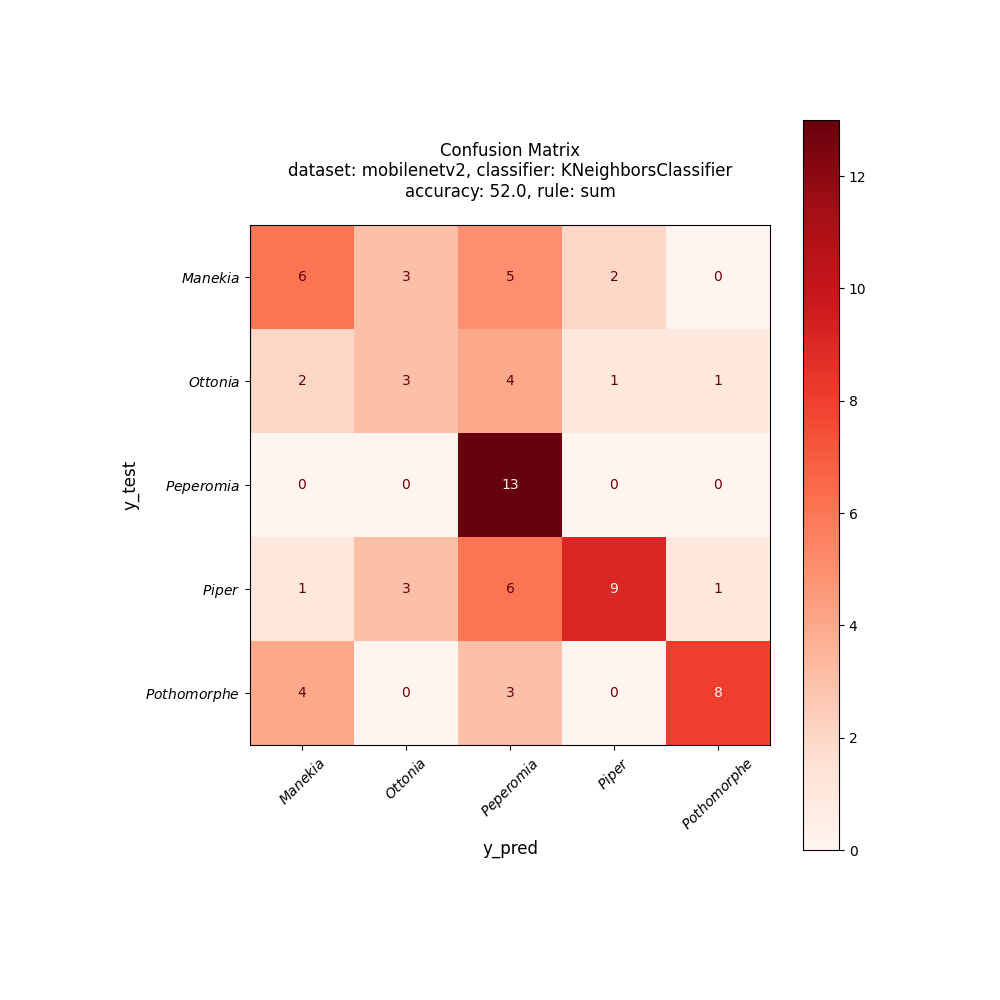 Confusion Matrix
dataset: mobilenetv2, classifier: KNeighborsClassifier
accuracy: 52.0, rule: sum
y_test
Manekia 6 3 5 2 0
Ottonia 2 3 4 1 1
Peperomia 0 0 13 0 0
Piper 1 3 6 9 1
Pothomorphe 4 0 3 0 8
Manekia Ottonia Peperomia Piper Pothomorphe
y_pred
12
10
8
6
4
2
0